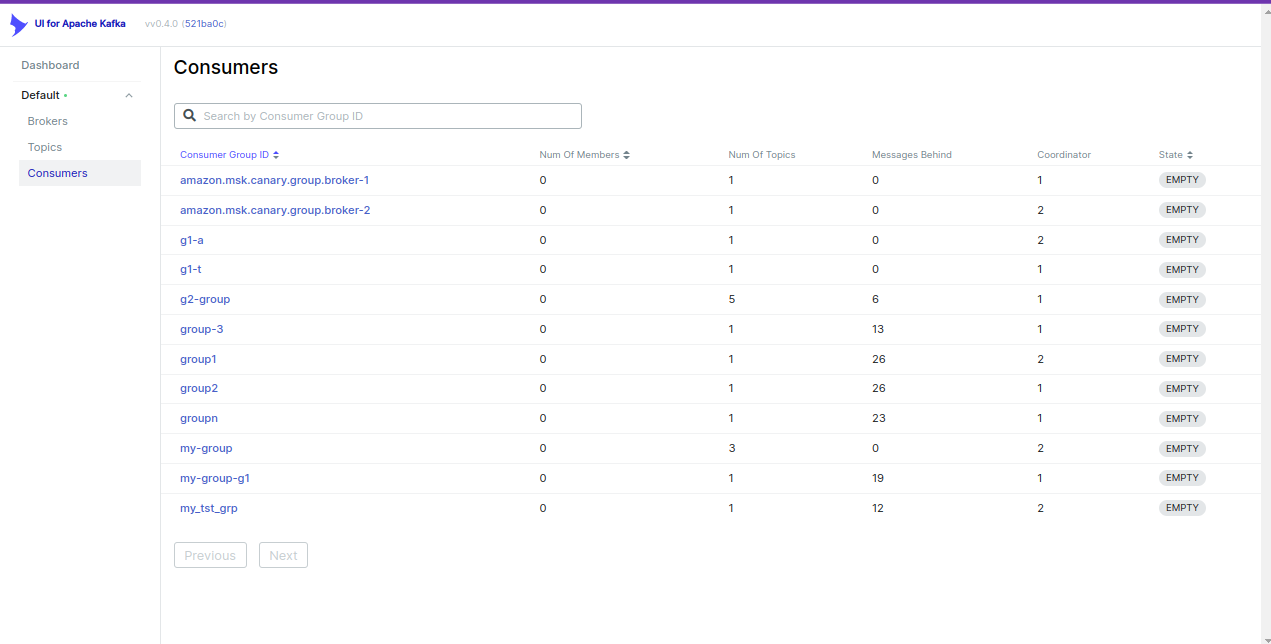 UI for Apache Kafka vv0.4.0 (521ba0c)
Dashboard
Default
Brokers
Topics
Consumers
Consumers
Search by Consumer Group ID
Consumer Group ID Num Of Members Num Of Topics Messages Behind Coordinator State
amazon.msk.canary.group.broker-1 0 1 0 1 EMPTY
amazon.msk.canary.group.broker-2 0 1 0 2 EMPTY
g1-a 0 1 0 2 EMPTY
g1-t 0 1 0 1 EMPTY
g2-group 0 5 6 1 EMPTY
group-3 0 1 13 1 EMPTY
group1 0 1 26 2 EMPTY
group2 0 1 26 1 EMPTY
groupn 0 1 23 1 EMPTY
my-group 0 3 0 2 EMPTY
my-group-g1 0 1 19 1 EMPTY
my_tst_grp 0 1 12 2 EMPTY
Previous Next